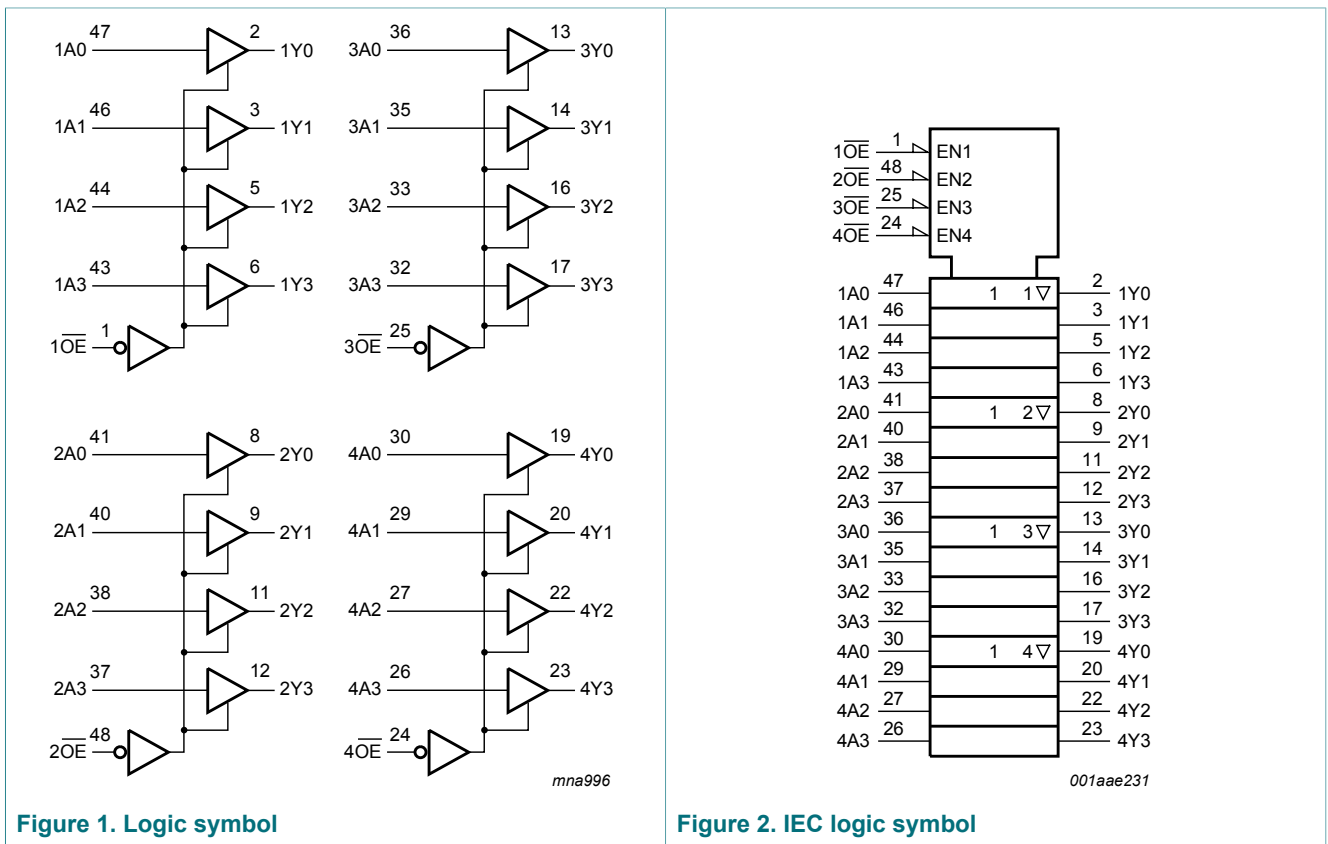 47 2 36 13
1A0 1Y0 3A0 3Y0
46 3 35 14
1A1 1Y1 3A1 3Y1
44 5 33 16
1A2 1Y2 3A2 3Y2
43 6 32 17
1A3 1Y3 3A3 3Y3
1 25
1O̅E̅ 3O̅E̅
41 8 30 19
2A0 2Y0 4A0 4Y0
40 9 29 20
2A1 2Y1 4A1 4Y1
38 11 27 22
2A2 2Y2 4A2 4Y2
37 12 26 23
2A3 2Y3 4A3 4Y3
48 24
2O̅E̅ 4O̅E̅
mna996
Figure 1. Logic symbol
1O̅E̅ 1 EN1
2O̅E̅ 48 EN2
3O̅E̅ 25 EN3
4O̅E̅ 24 EN4
1A0 47 1 1▽ 2 1Y0
1A1 46 3 1Y1
1A2 44 5 1Y2
1A3 43 6 1Y3
2A0 41 1 2▽ 8 2Y0
2A1 40 9 2Y1
2A2 38 11 2Y2
2A3 37 12 2Y3
3A0 36 1 3▽ 13 3Y0
3A1 35 14 3Y1
3A2 33 16 3Y2
3A3 32 17 3Y3
4A0 30 1 4▽ 19 4Y0
4A1 29 20 4Y1
4A2 27 22 4Y2
4A3 26 23 4Y3
001aae231
Figure 2. IEC logic symbol